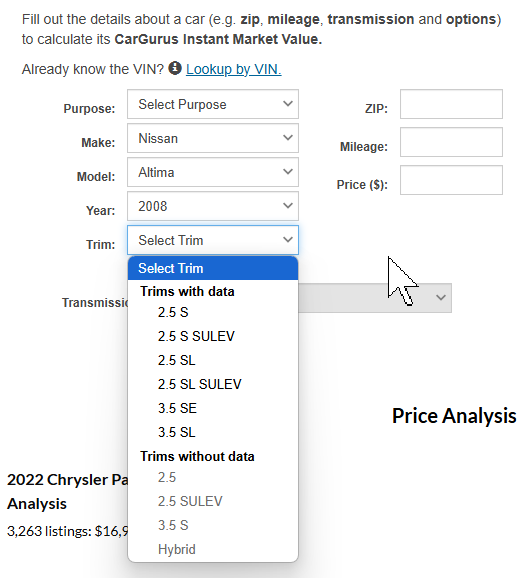 Fill out the details about a car (e.g. zip, mileage, transmission and options)
to calculate its CarGurus Instant Market Value.
Already know the VIN? Lookup by VIN.
Purpose: Select Purpose
ZIP:
Make: Nissan
Mileage:
Model: Altima
Price ($):
Year: 2008
Trim: Select Trim
Select Trim
Trims with data
Transmissio
2.5 S
2.5 S SULEV
2.5 SL
2.5 SL SULEV
3.5 SE
Price Analysis
3.5 SL
Trims without data
2.5
2022 Chrysler Pa
Analysis
2.5 SULEV
3.5 S
3,263 listings: $16,9
Hybrid